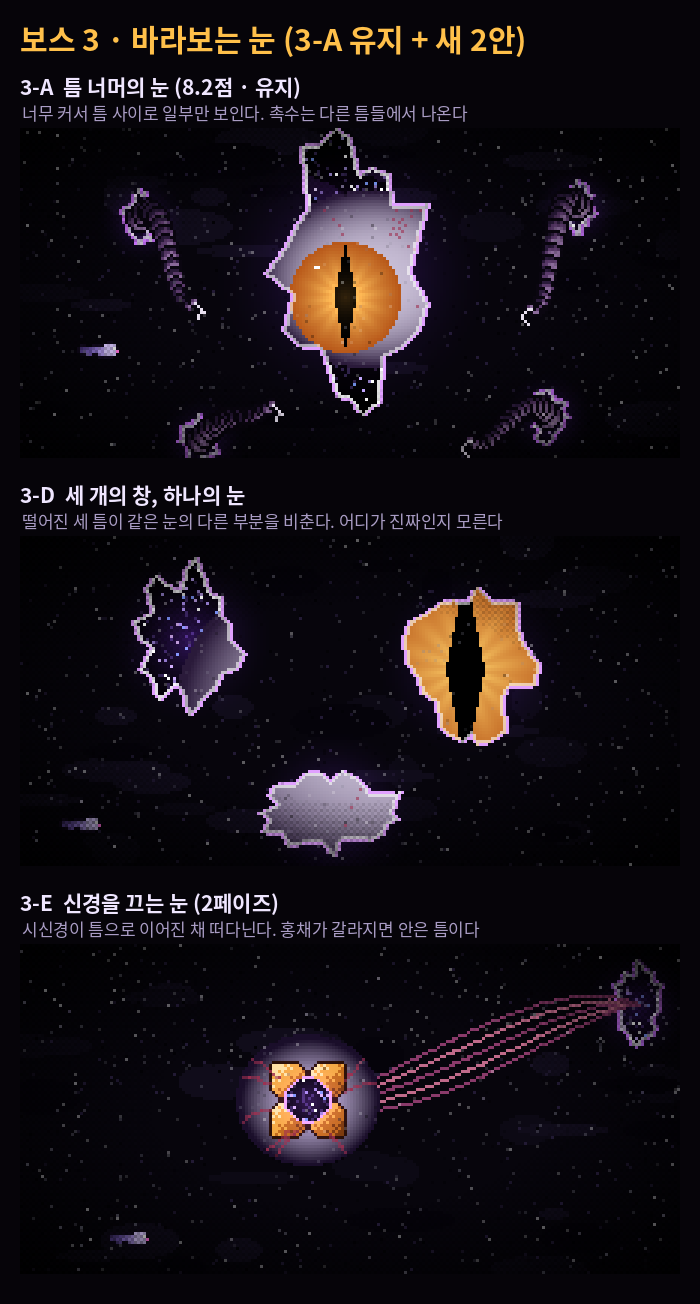 보스 3 · 바라보는 눈 (3-A 유지 + 새 2안)
3-A 틈 너머의 눈 (8.2점 · 유지)
너무 커서 틈 사이로 일부만 보인다. 촉수는 다른 틈들에서 나온다
3-D 세 개의 창, 하나의 눈
떨어진 세 틈이 같은 눈의 다른 부분을 비춘다. 어디가 진짜인지 모른다
3-E 신경을 끄는 눈 (2페이즈)
시신경이 틈으로 이어진 채 떠다닌다. 홍채가 갈라지면 안은 틈이다